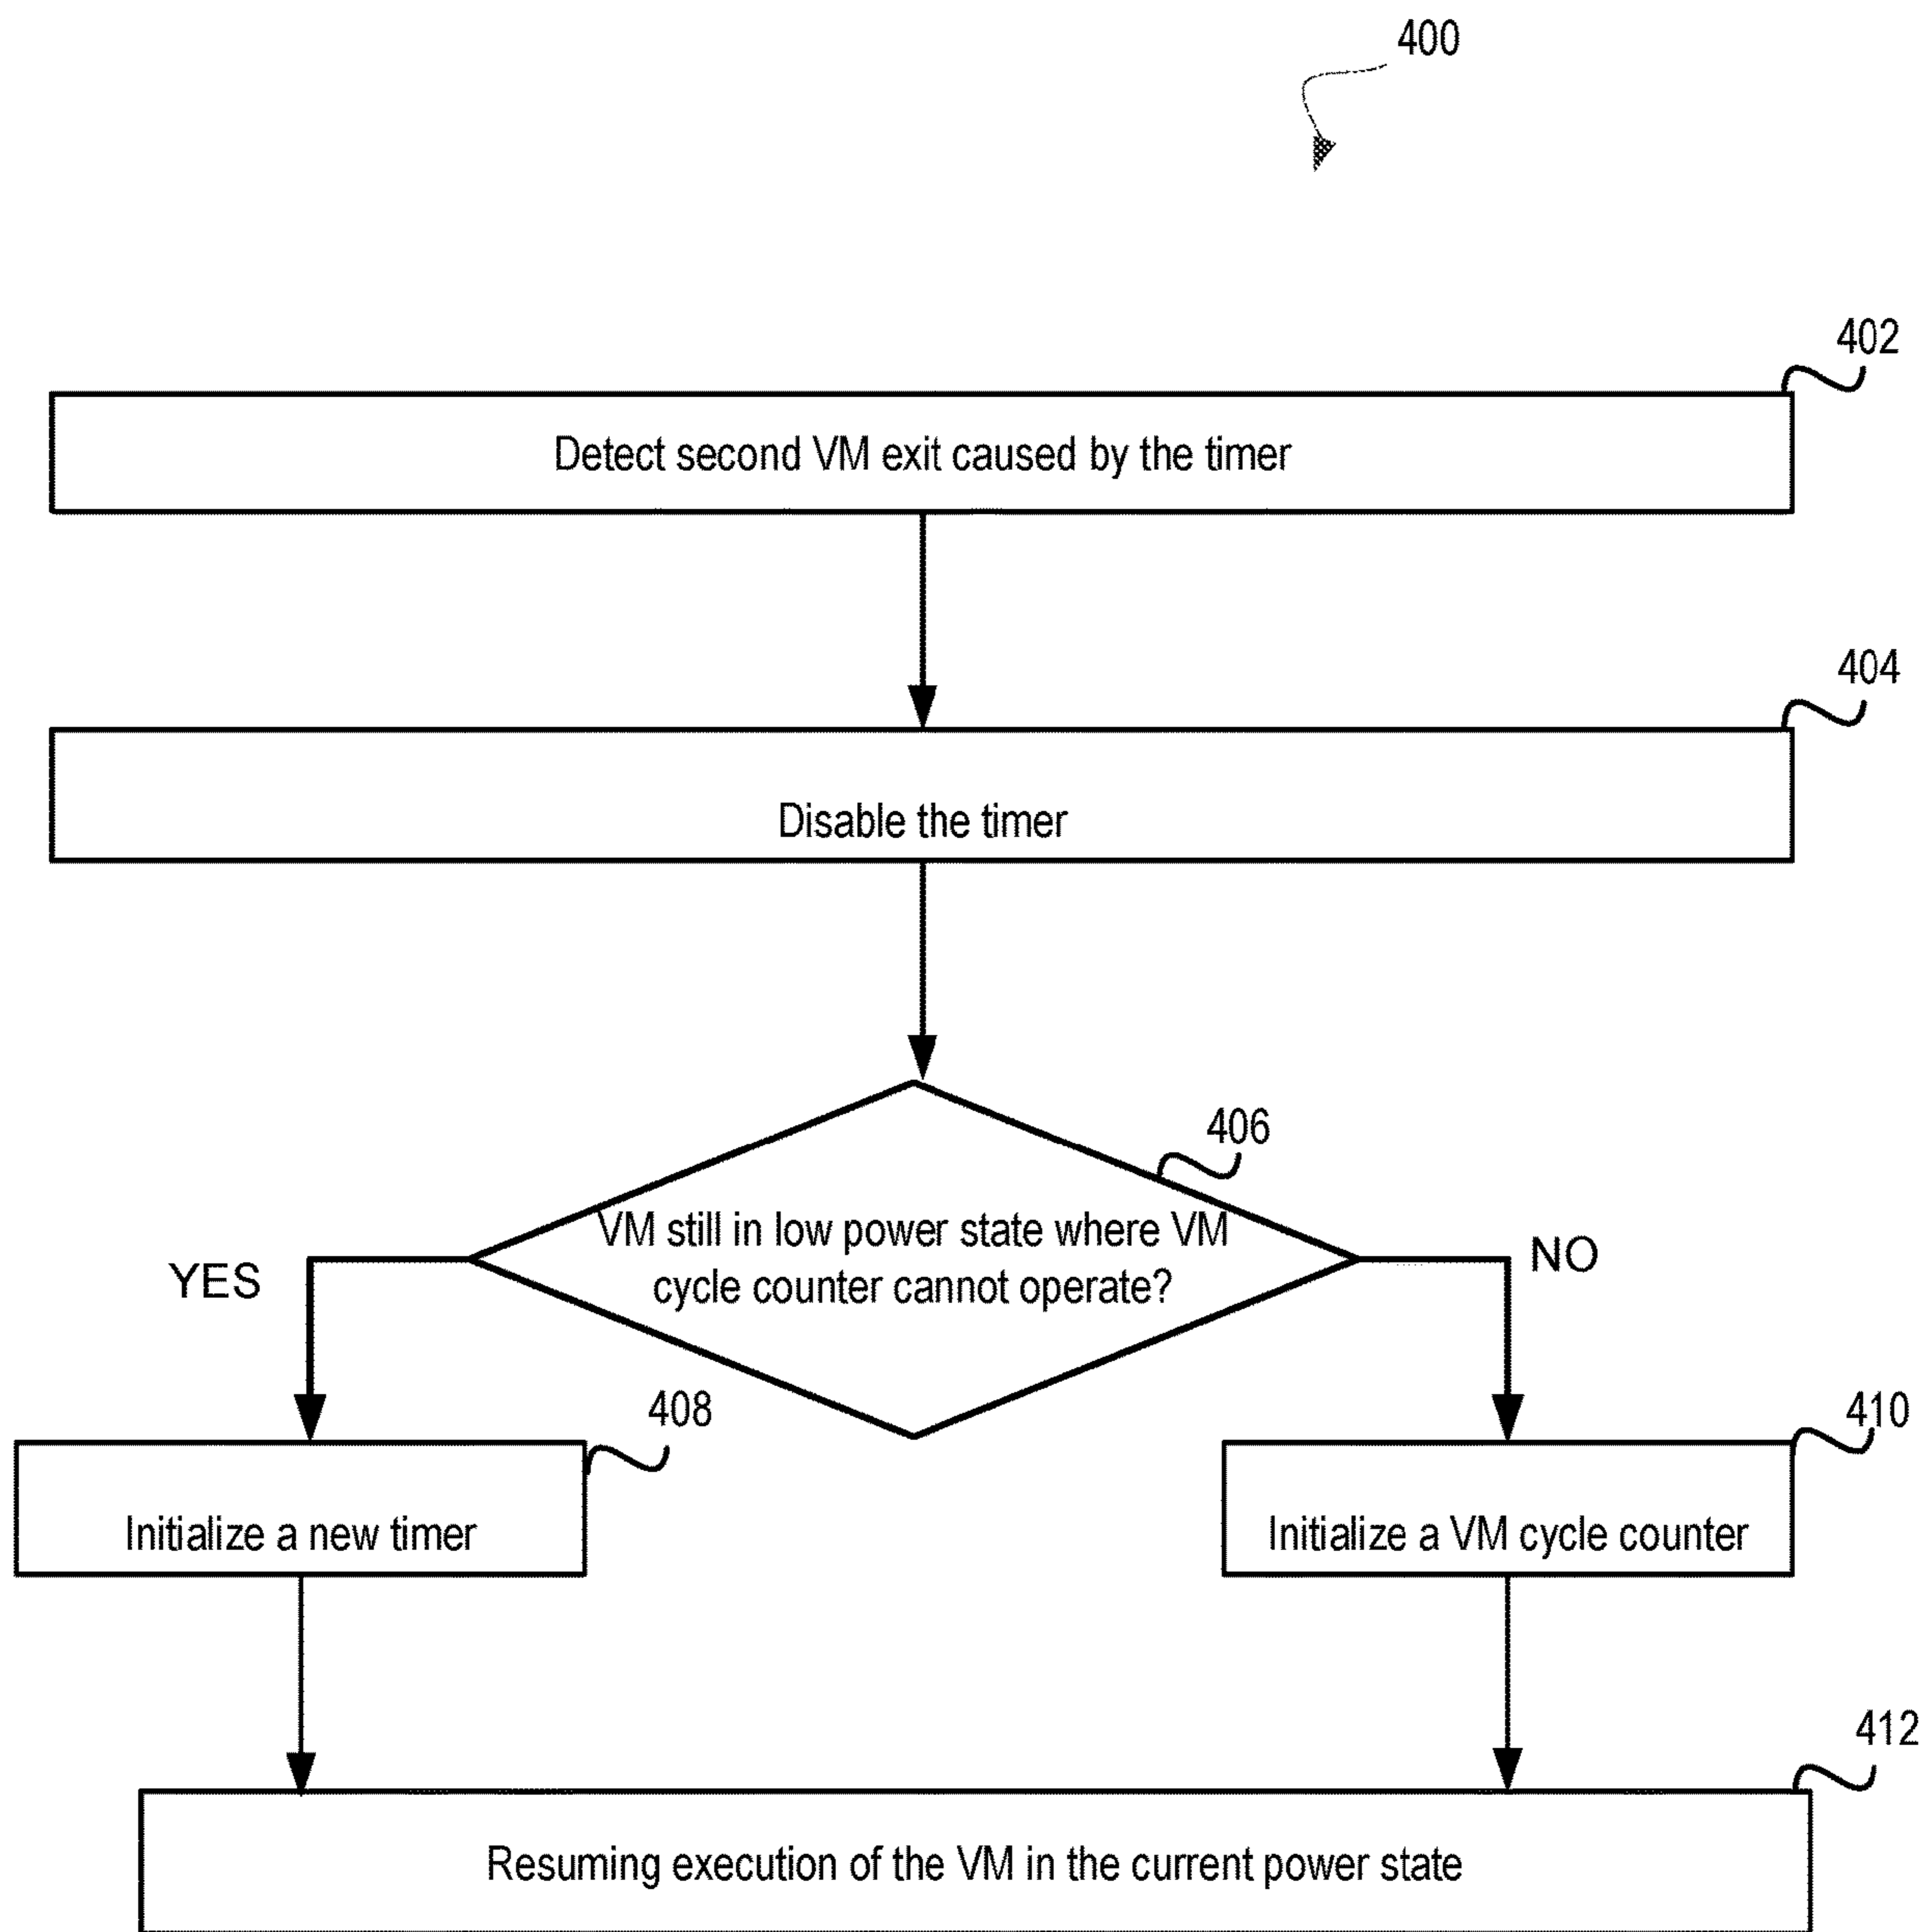 400
402
Detect second VM exit caused by the timer
404
Disable the timer
406
VM still in low power state where VM
cycle counter cannot operate?
YES
NO
408
410
Initialize a new timer
Initialize a VM cycle counter
412
Resuming execution of the VM in the current power state